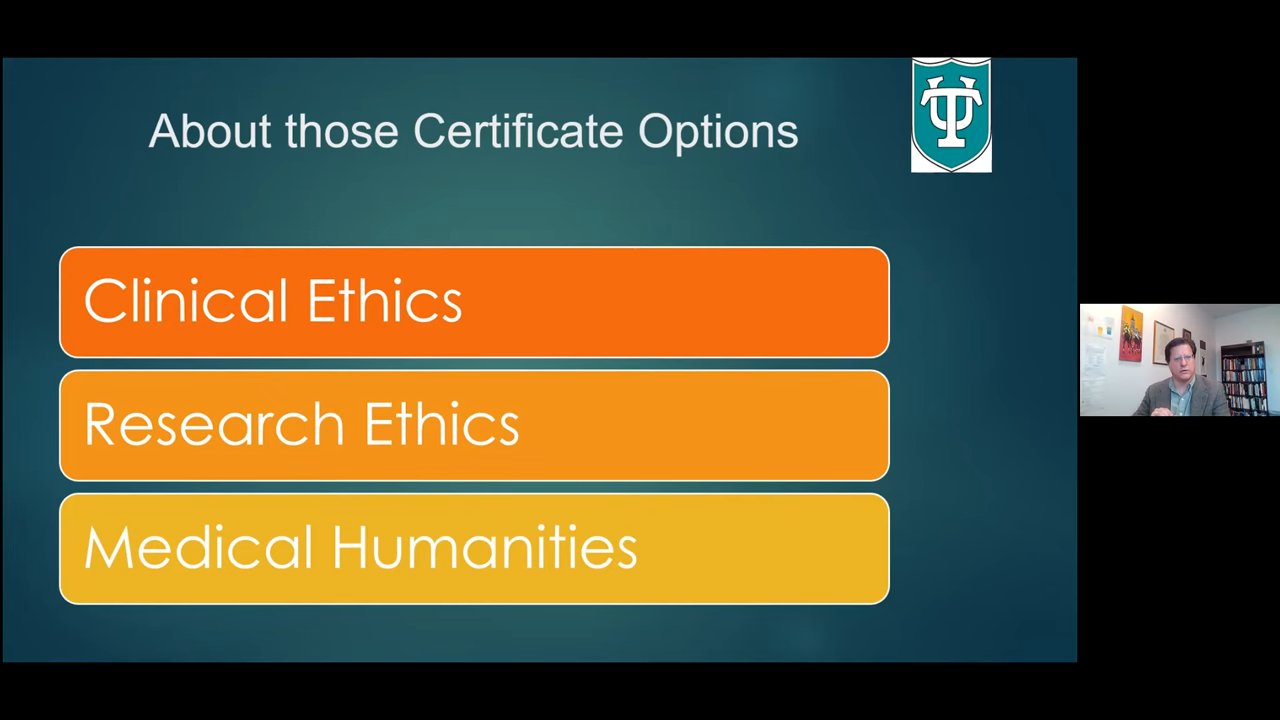 About those Certificate Options
Clinical Ethics
Research Ethics
Medical Humanities